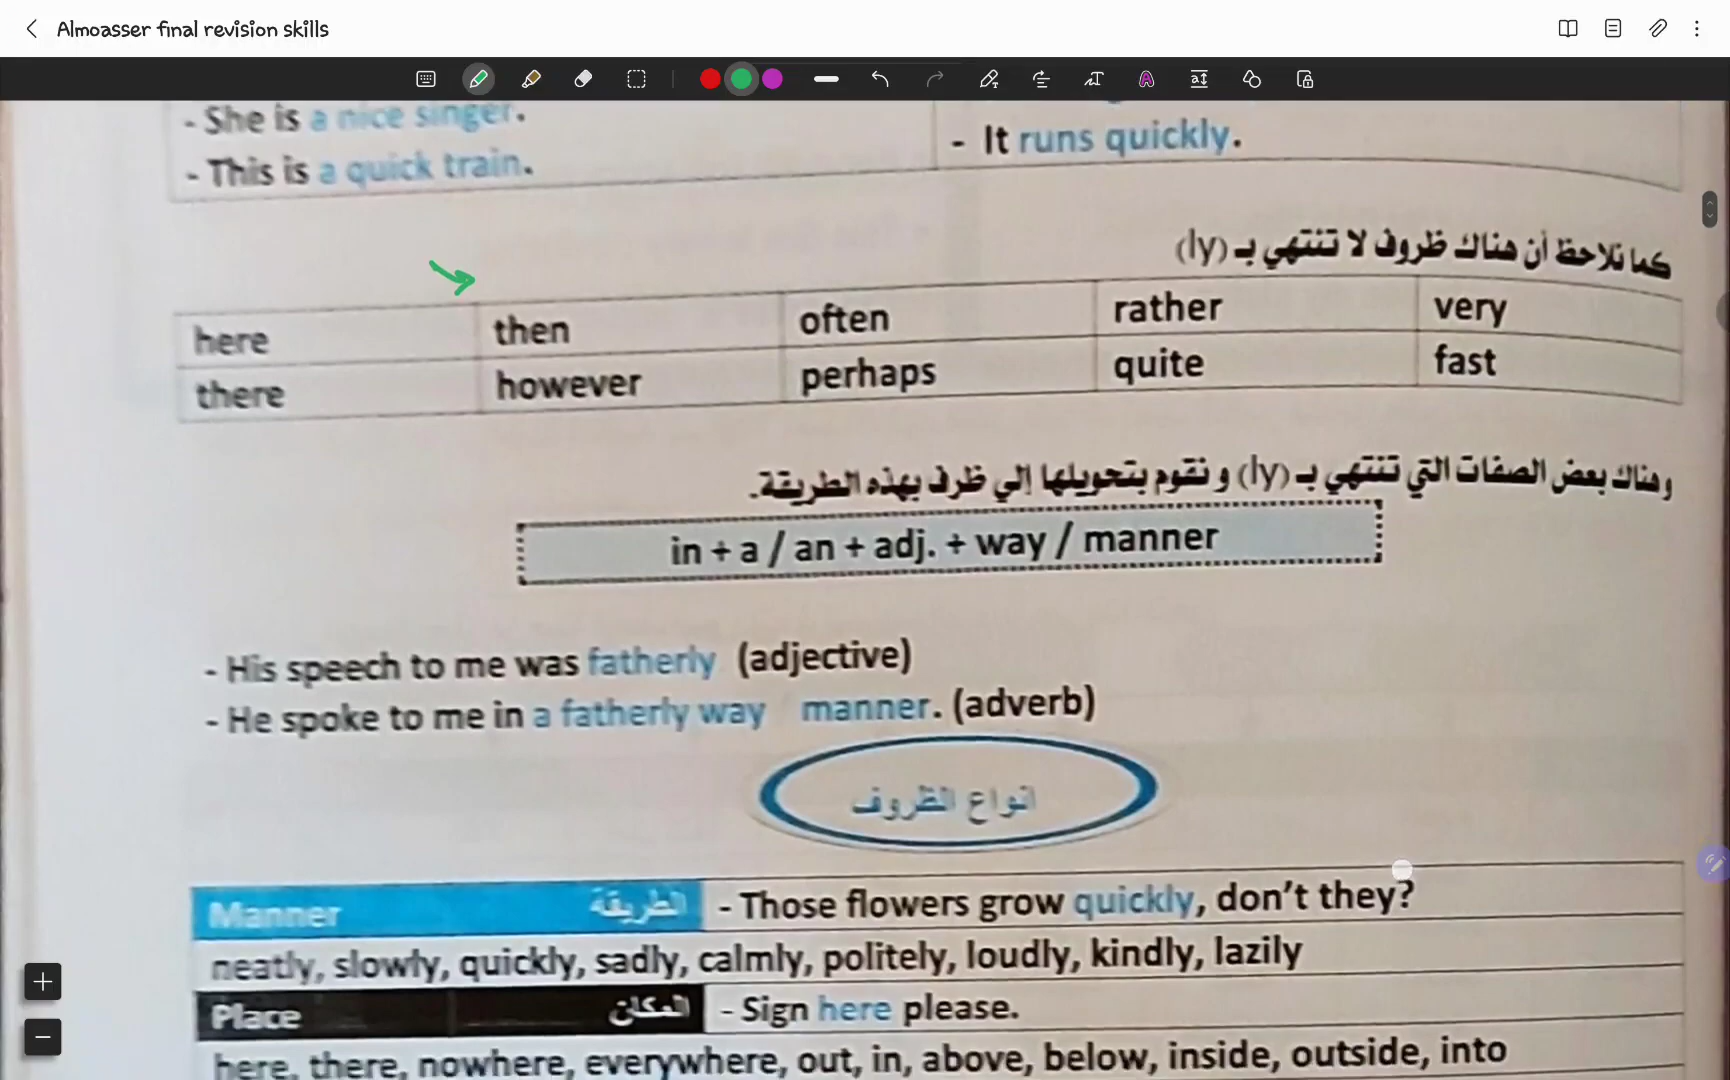 Almoasser final revision skills
- She is a nice singer.
- This is a quick train.
- It runs quickly.
كما نلاحظ أن هناك ظروف لا تنتهي بـ (ly)
here then often rather very
there however perhaps quite fast
وهناك بعض الصفات التي تنتهي بـ (ly) و نقوم بتحويلها إلي ظرف بهذه الطريقة.
in + a / an + adj. + way / manner
- His speech to me was fatherly (adjective)
- He spoke to me in a fatherly way manner. (adverb)
انواع الظروف
Manner الطريقة - Those flowers grow quickly, don't they?
neatly, slowly, quickly, sadly, calmly, politely, loudly, kindly, lazily
Place المكان - Sign here please.
here, there, nowhere, everywhere, out, in, above, below, inside, outside, into